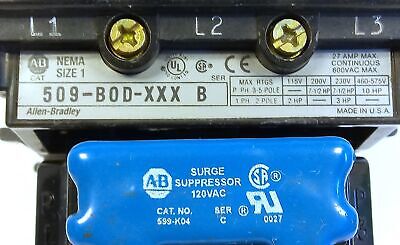 L1 L2 L3
AB NEMA SIZE 1
UL
SER
27 AMP MAX.
CONTINUOUS
600VAC MAX
509-BOD-XXX B
MAX RTGS 115V 200V 230V 460-575V
P. PH. 3-5 POLE — 7-1/2 HP 7-1/2 HP 10 HP
1 PH. 2-POLE 2 HP — 3 HP —
Allen-Bradley
MADE IN U.S.A.
AB SURGE
SUPPRESSOR
120VAC
CAT. NO. SER
599-K04 C 0027